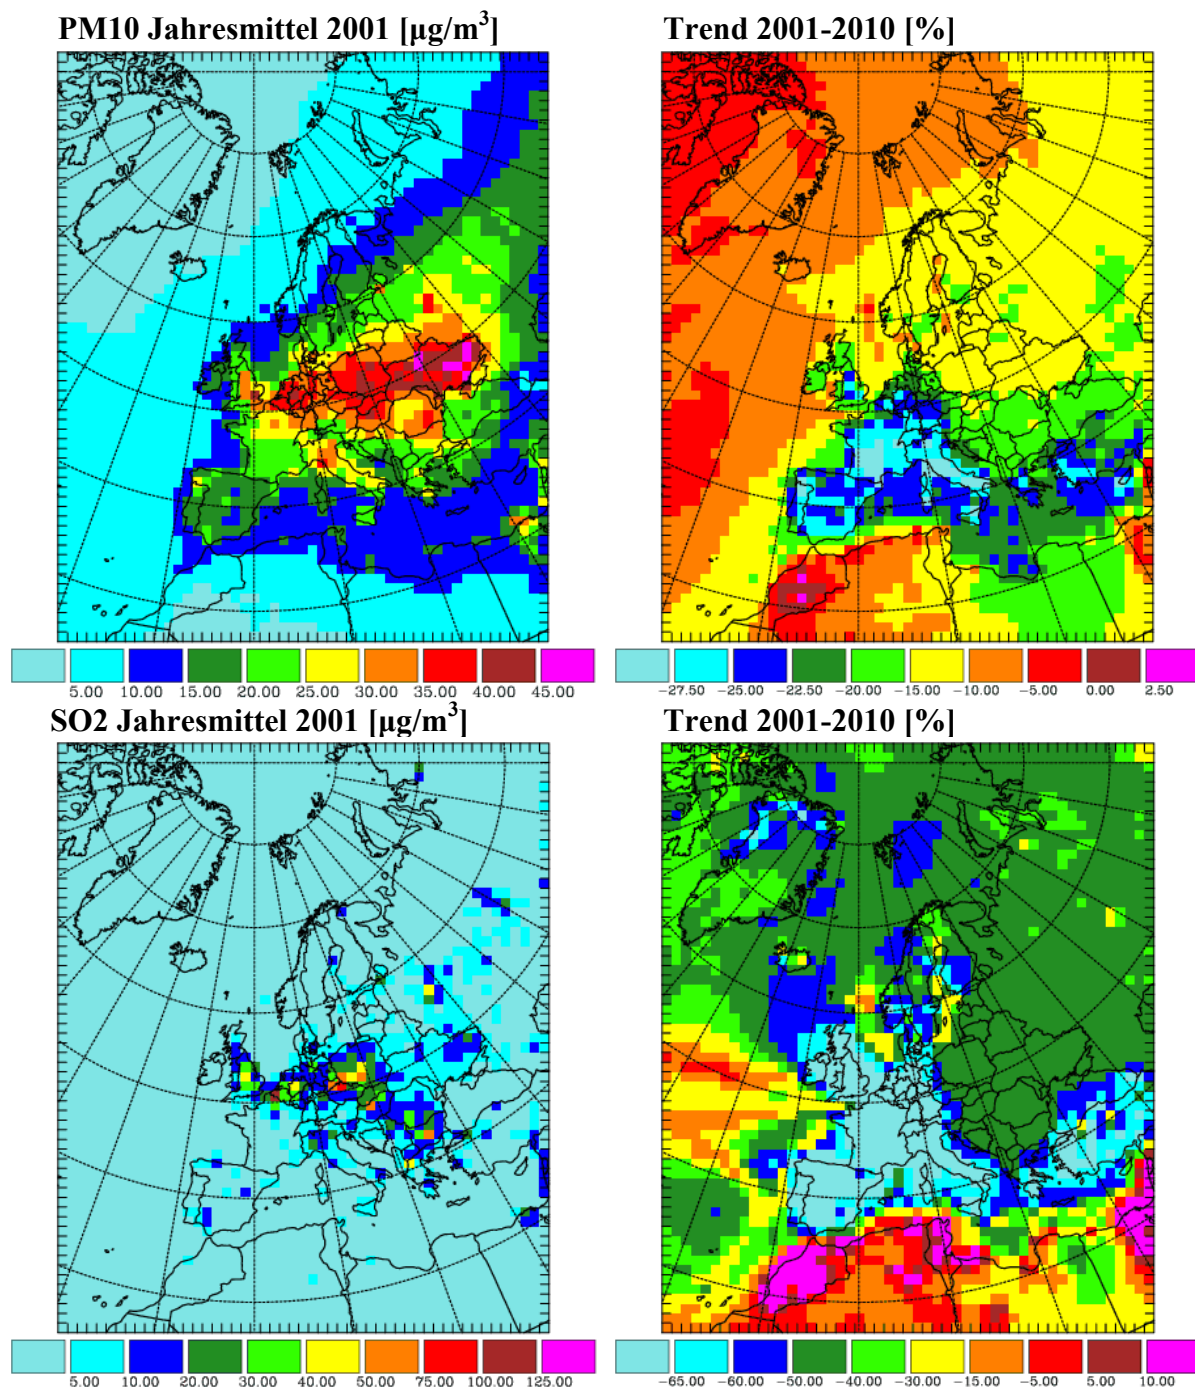 PM10 Jahresmittel 2001 [µg/m³]
Trend 2001-2010 [%]
5.00 10.00 15.00 20.00 25.00 30.00 35.00 40.00 45.00
−27.50 −25.00 −22.50 −20.00 −15.00 −10.00 −5.00 0.00 2.50
SO2 Jahresmittel 2001 [µg/m³]
Trend 2001-2010 [%]
5.00 10.00 20.00 30.00 40.00 50.00 75.00 100.00 125.00
−65.00 −60.00 −50.00 −40.00 −30.00 −15.00 −5.00 5.00 10.00